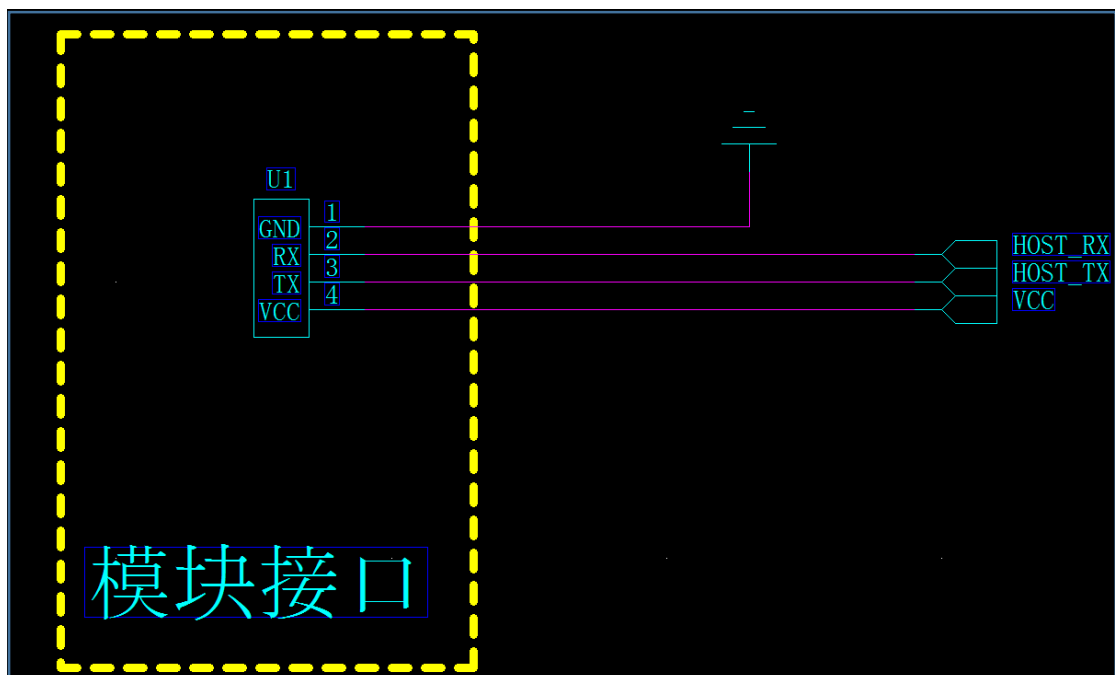 U1
GND 1
RX 2
TX 3
VCC 4
HOST_RX
HOST_TX
VCC
模块接口